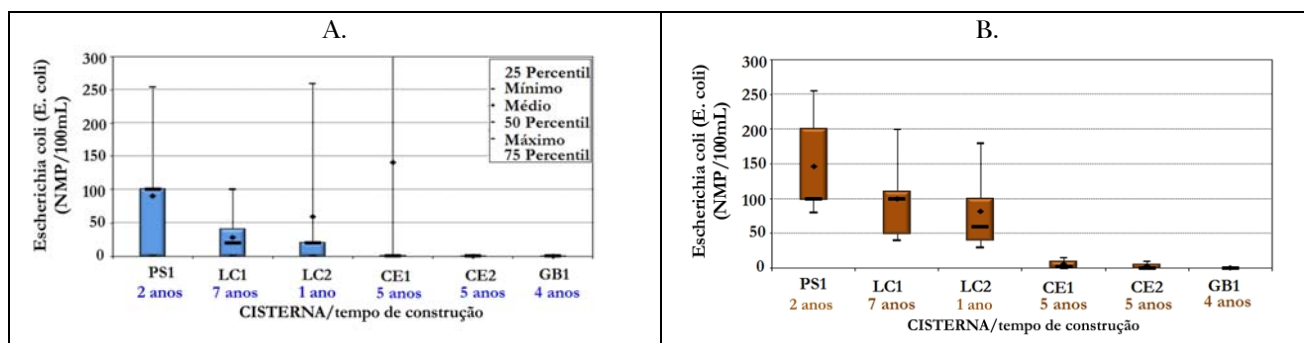 A.
Escherichia coli (E. coli)
(NMP/100mL)
300
250
200
150
100
50
0
25 Percentil
Mínimo
Médio
50 Percentil
Máximo
75 Percentil
PS1 LC1 LC2 CE1 CE2 GB1
2 anos 7 anos 1 ano 5 anos 5 anos 4 anos
CISTERNA/tempo de construção
B.
Escherichia coli (E. coli)
(NMP/100mL)
300
250
200
150
100
50
0
PS1 LC1 LC2 CE1 CE2 GB1
2 anos 7 anos 1 ano 5 anos 5 anos 4 anos
CISTERNA/tempo de construção